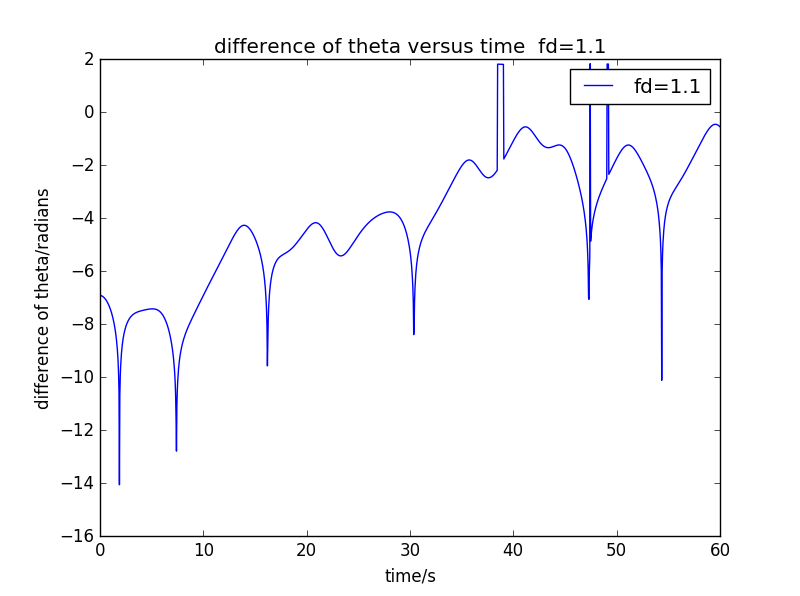 difference of theta versus time  fd=1.1
fd=1.1
difference of theta/radians
2
0
−2
−4
−6
−8
−10
−12
−14
−16
0 10 20 30 40 50 60
time/s